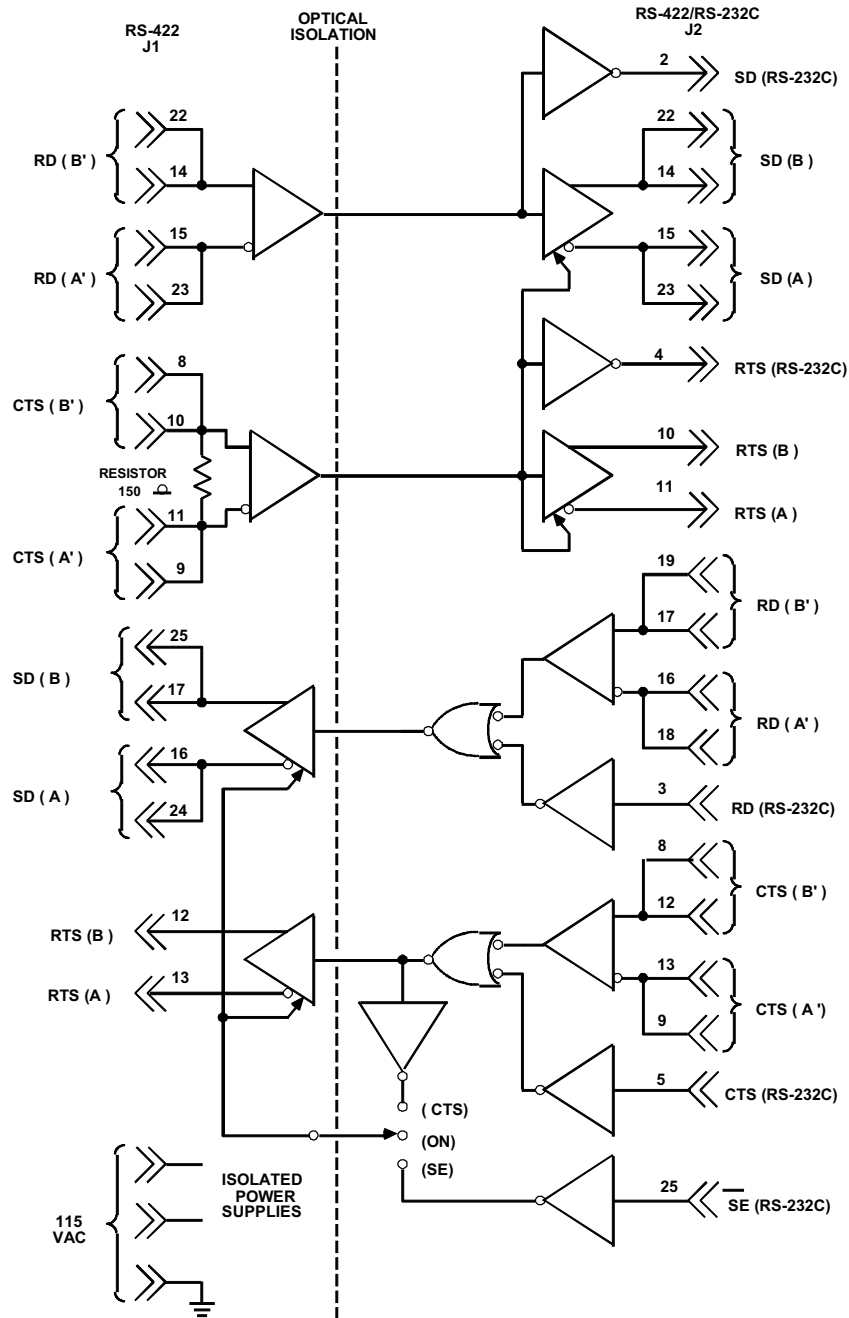 OPTICAL
ISOLATION
RS-422
J1
RS-422/RS-232C
J2
2
SD (RS-232C)
22
RD ( B' )
14
22
SD (B )
14
15
RD ( A' )
23
15
SD (A)
23
8
CTS ( B' )
10
4
RTS (RS-232C)
10
RTS (B)
RESISTOR
150 Ω
11
RTS (A)
11
CTS ( A' )
9
19
RD ( B' )
17
25
SD ( B )
17
16
RD ( A' )
18
16
SD ( A )
24
3
RD (RS-232C)
8
CTS ( B' )
12
12
RTS (B )
13
RTS (A )
13
CTS ( A ')
9
5
CTS (RS-232C)
( CTS)
(ON)
(SE)
25
S̅E (RS-232C)
115
VAC
ISOLATED
POWER
SUPPLIES